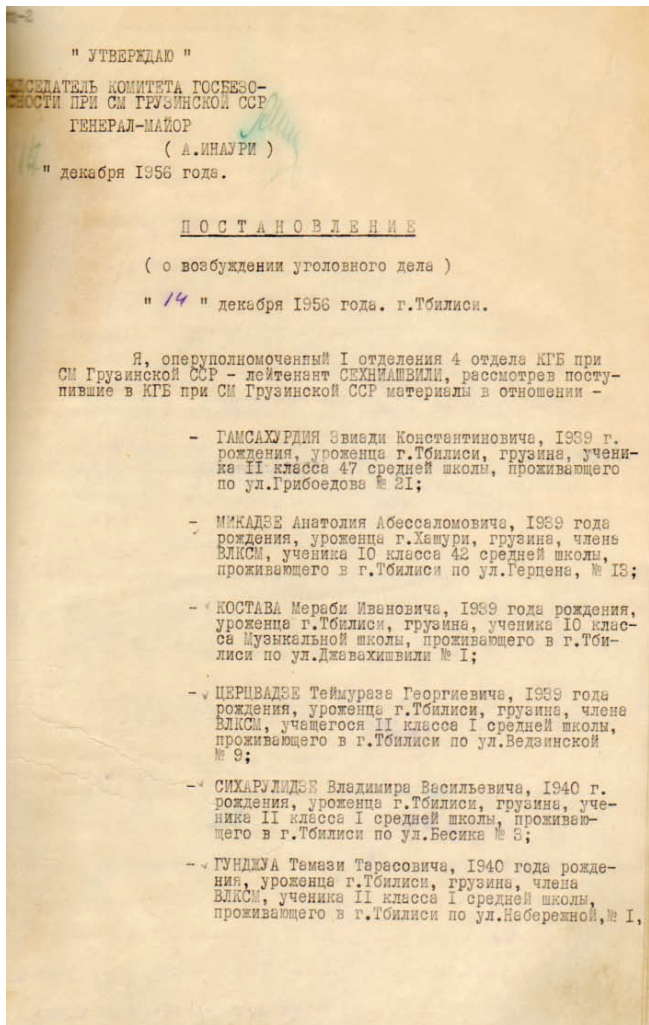 " УТВЕРЖДАЮ "
ПРЕДСЕДАТЕЛЬ КОМИТЕТА ГОСБЕЗО-
ПАСНОСТИ ПРИ СМ ГРУЗИНСКОЙ ССР
ГЕНЕРАЛ-МАЙОР
( А.ИНАУРИ )
" декабря 1956 года.
ПОСТАНОВЛЕНИЕ
( о возбуждении уголовного дела )
" 14 " декабря 1956 года. г.Тбилиси.
Я, оперуполномоченный I отделения 4 отдела КГБ при
СМ Грузинской ССР - лейтенант СЕХНИАШВИЛИ, рассмотрев посту-
пившие в КГБ при СМ Грузинской ССР материалы в отношении -
- ГАМСАХУРДИЯ Звиади Константиновича, 1939 г.
рождения, уроженца г.Тбилиси, грузина, учени-
ка II класса 47 средней школы, проживающего
по ул.Грибоедова № 21;
- МИКАДЗЕ Анатолия Абессаломовича, 1939 года
рождения, уроженца г.Хашури, грузина, члена
ВЛКСМ, ученика 10 класса 42 средней школы,
проживающего в г.Тбилиси по ул.Герцена, № 13;
- КОСТАВА Мераби Ивановича, 1939 года рождения,
уроженца г.Тбилиси, грузина, ученика 10 клас-
са Музыкальной школы, проживающего в г.Тби-
лиси по ул.Джавахишвили № I;
- ЦЕРЦВАДЗЕ Теймураза Георгиевича, 1939 года
рождения, уроженца г.Тбилиси, грузина, члена
ВЛКСМ, учащегося II класса I средней школы,
проживающего в г.Тбилиси по ул.Ведзинской
№ 9;
- СИХАРУЛИДЗЕ Владимира Васильевича, 1940 г.
рождения, уроженца г.Тбилиси, грузина, уче-
ника II класса I средней школы, проживаю-
щего в г.Тбилиси по ул.Бесика № 3;
- ГУНДЖУА Тамази Тарасовича, 1940 года рожде-
ния, уроженца г.Тбилиси, грузина, члена
ВЛКСМ, ученика II класса I средней школы,
проживающего в г.Тбилиси по ул.Набережной,№ I,